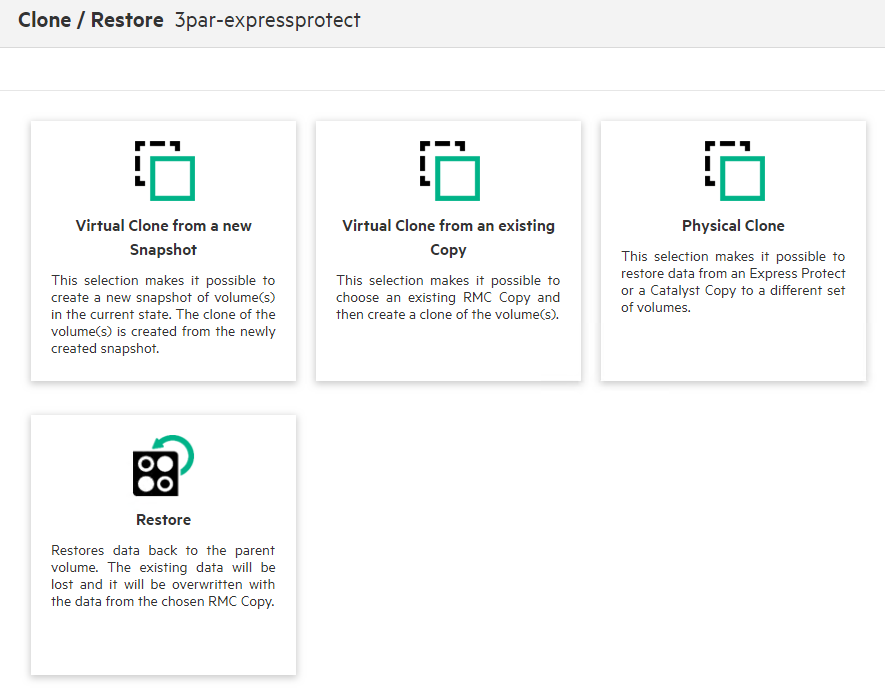 Clone / Restore 3par-expressprotect
Virtual Clone from a new
Snapshot
This selection makes it possible to
create a new snapshot of volume(s)
in the current state. The clone of the
volume(s) is created from the newly
created snapshot.
Virtual Clone from an existing
Copy
This selection makes it possible to
choose an existing RMC Copy and
then create a clone of the volume(s).
Physical Clone
This selection makes it possible to
restore data from an Express Protect
or a Catalyst Copy to a different set
of volumes.
Restore
Restores data back to the parent
volume. The existing data will be
lost and it will be overwritten with
the data from the chosen RMC Copy.